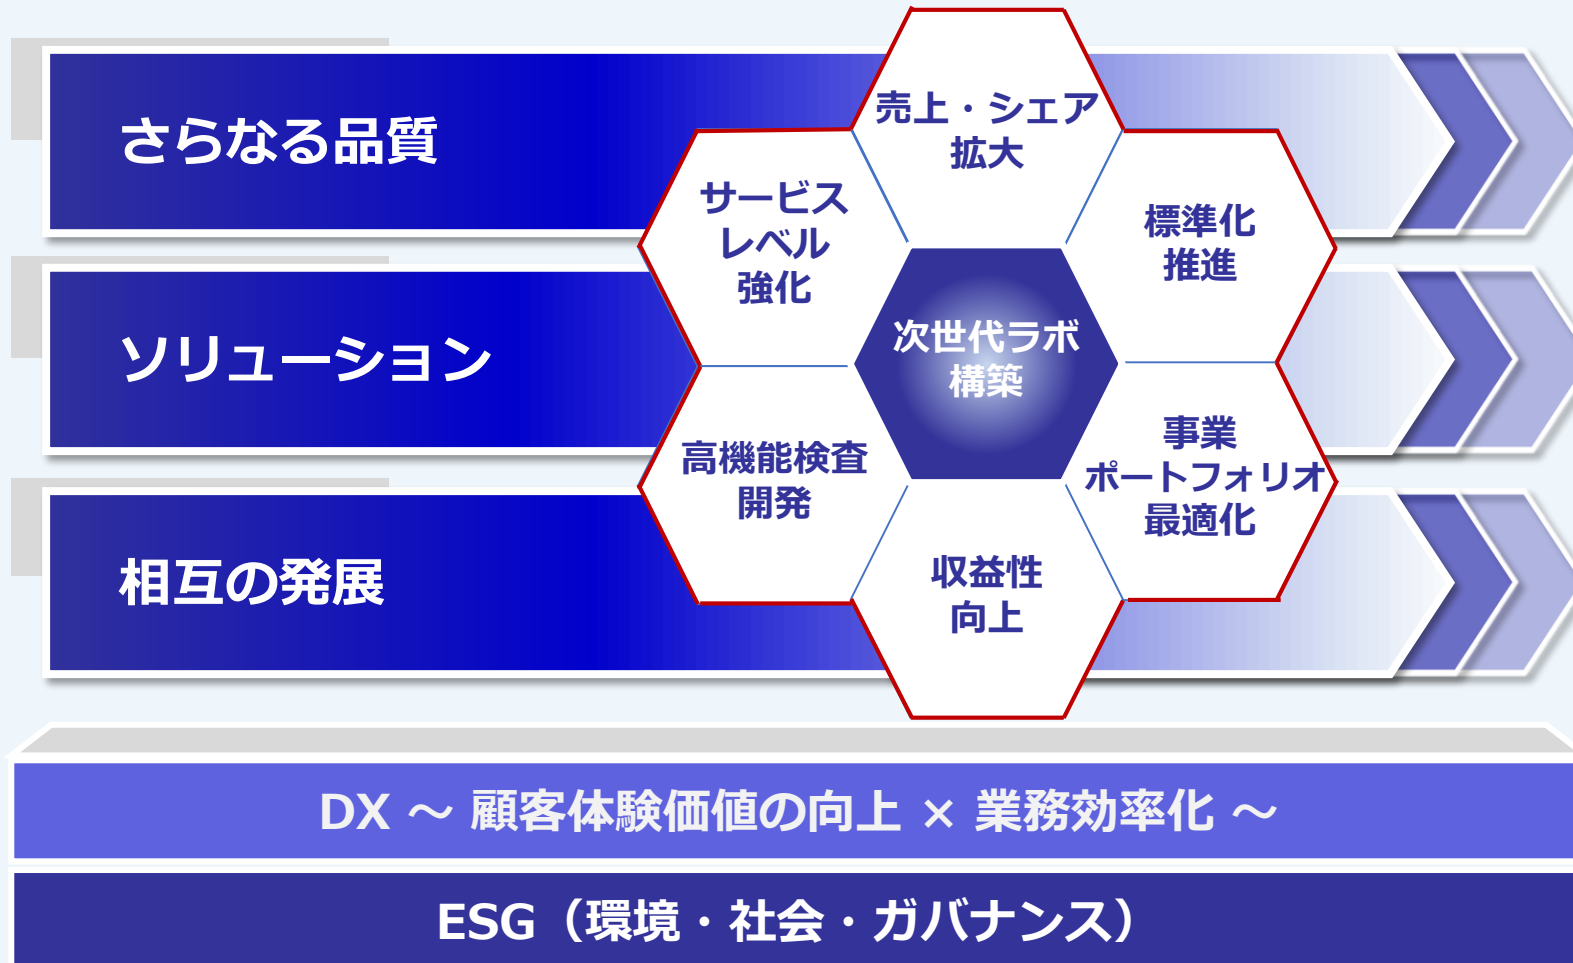 さらなる品質
ソリューション
相互の発展
売上・シェア
拡大
サービス
レベル
強化
標準化
推進
次世代ラボ
構築
高機能検査
開発
事業
ポートフォリオ
最適化
収益性
向上
DX ～ 顧客体験価値の向上 × 業務効率化 ～
ESG（環境・社会・ガバナンス）